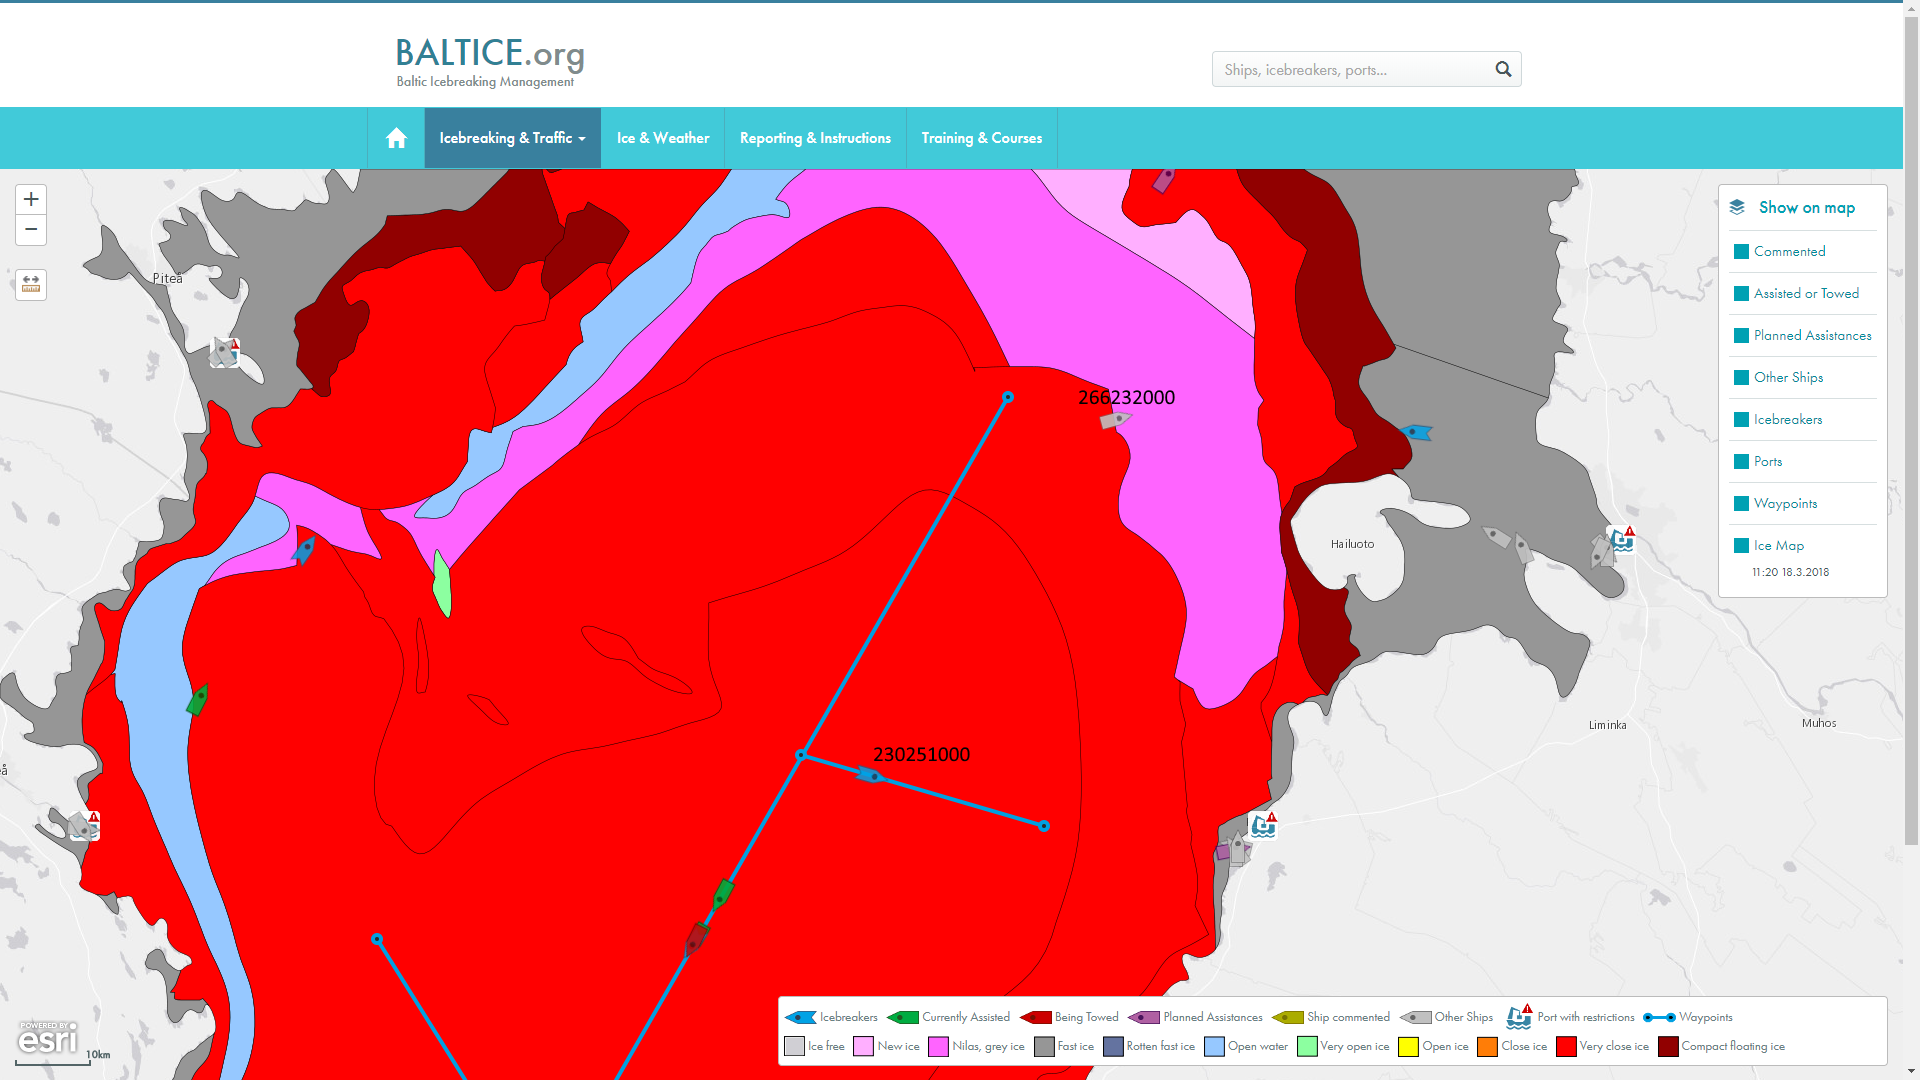 BALTICE.org
Baltic Icebreaking Management
Ships, icebreakers, ports...
Icebreaking & Traffic
Ice & Weather
Reporting & Instructions
Training & Courses
+
−
Show on map
Commented
Assisted or Towed
Planned Assistances
Other Ships
Icebreakers
Ports
Waypoints
Ice Map
11:20 18.3.2018
Piteå
266232000
Hailuoto
Liminka
Muhos
230251000
å
POWERED BY
esri
10km
Icebreakers
Currently Assisted
Being Towed
Planned Assistances
Ship commented
Other Ships
Port with restrictions
Waypoints
Ice free
New ice
Nilas, grey ice
Fast ice
Rotten fast ice
Open water
Very open ice
Open ice
Close ice
Very close ice
Compact floating ice